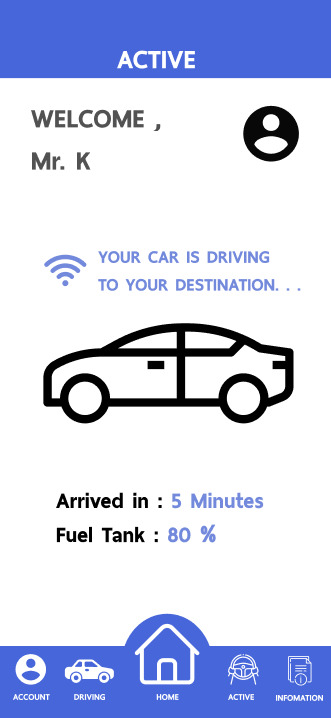 ACTIVE
WELCOME ,
Mr. K
YOUR CAR IS DRIVING
TO YOUR DESTINATION. . .
Arrived in : 5 Minutes
Fuel Tank : 80 %
ACCOUNT DRIVING HOME ACTIVE INFOMATION